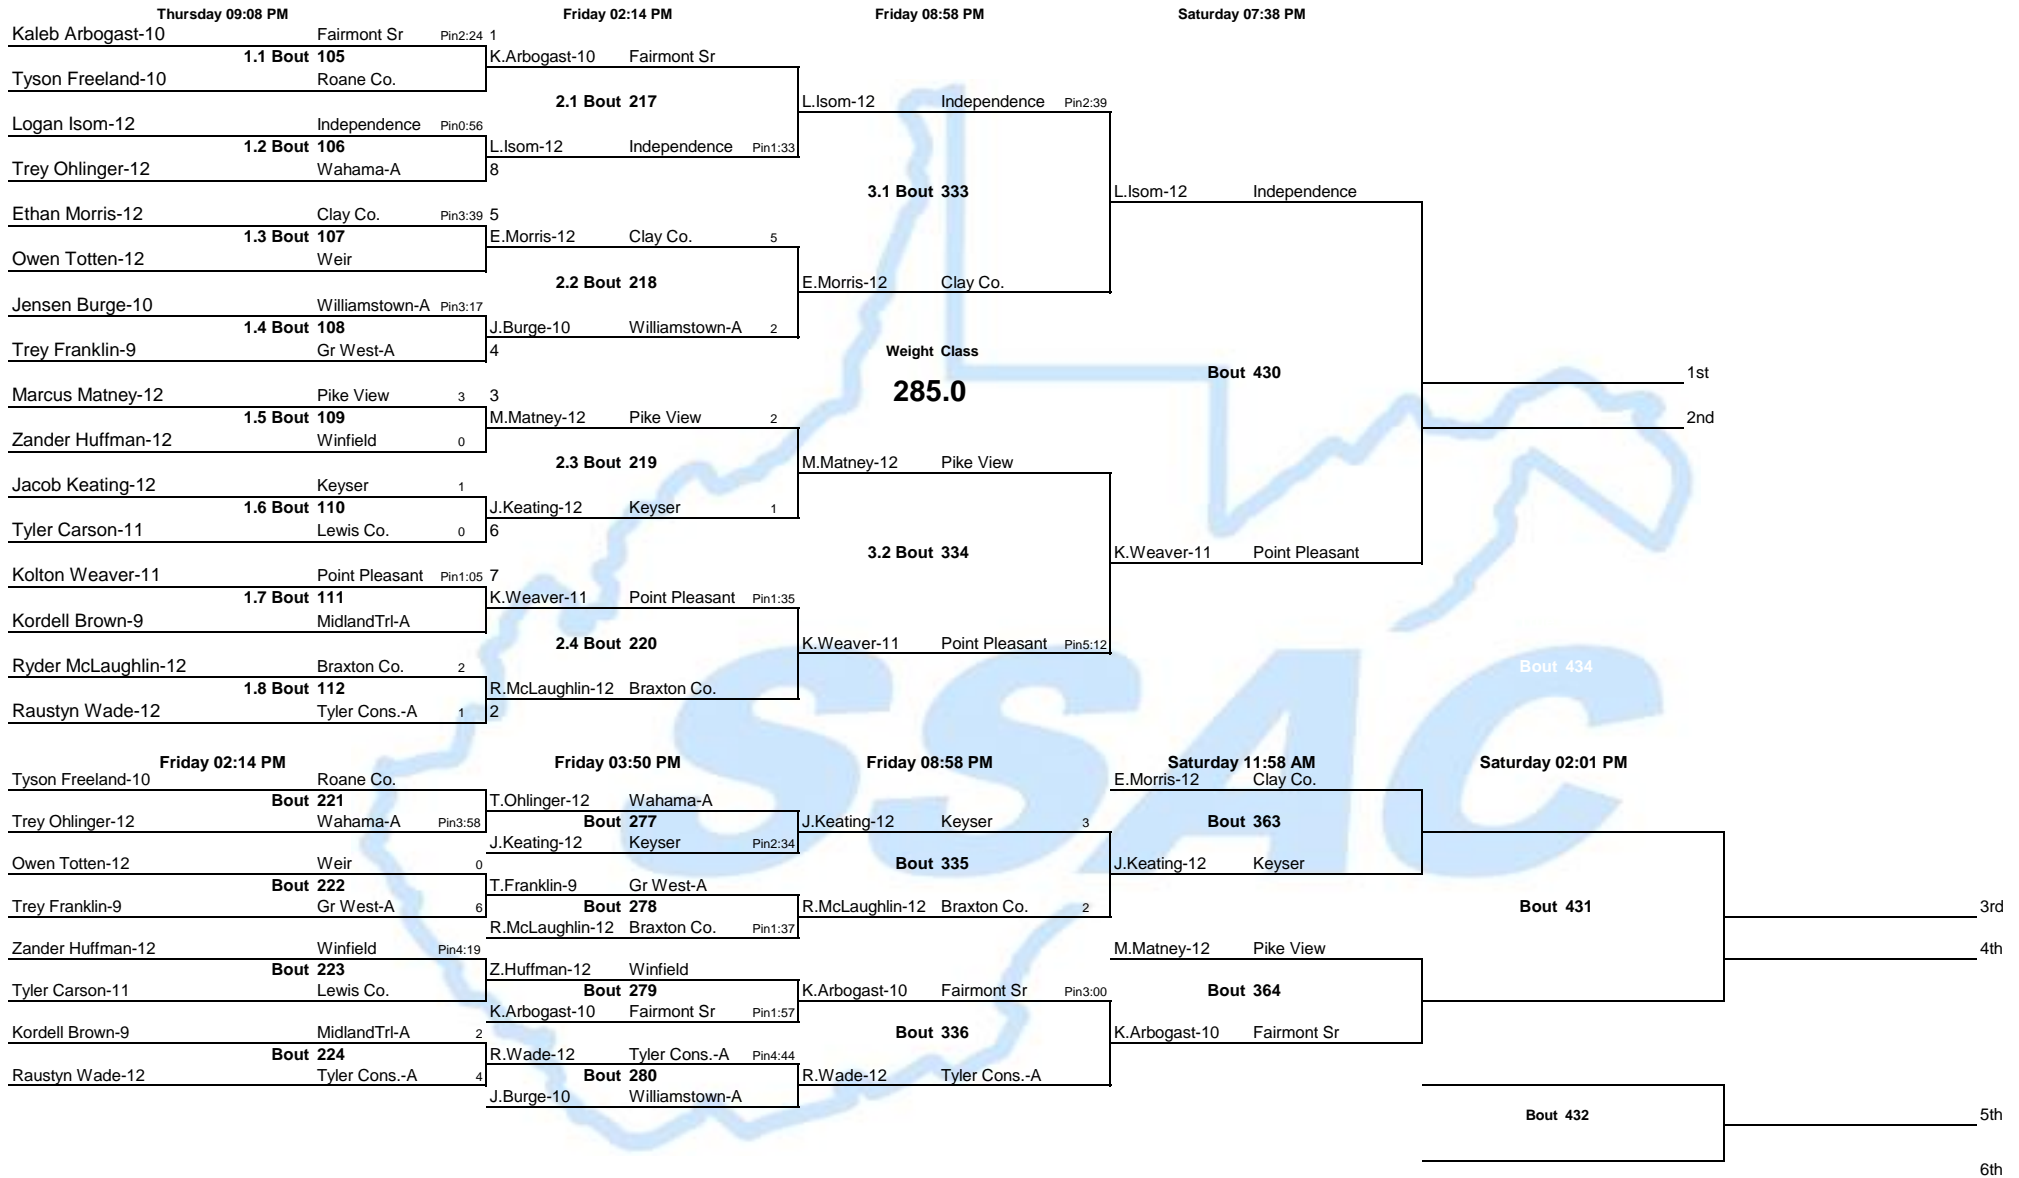 Thursday 09:08 PM Friday 02:14 PM Friday 08:58 PM Saturday 07:38 PM
Kaleb Arbogast-10 Fairmont Sr Pin2:24 1
1.1 Bout 105 K.Arbogast-10 Fairmont Sr
Tyson Freeland-10 Roane Co.
2.1 Bout 217 L.Isom-12 Independence Pin2:39
Logan Isom-12 Independence Pin0:56
1.2 Bout 106 L.Isom-12 Independence Pin1:33
Trey Ohlinger-12 Wahama-A 8
3.1 Bout 333 L.Isom-12 Independence
Ethan Morris-12 Clay Co. Pin3:39 5
1.3 Bout 107 E.Morris-12 Clay Co. 5
Owen Totten-12 Weir
2.2 Bout 218 E.Morris-12 Clay Co.
Jensen Burge-10 Williamstown-A Pin3:17
1.4 Bout 108 J.Burge-10 Williamstown-A 2
Trey Franklin-9 Gr West-A 4 Weight Class
Bout 430 1st
Marcus Matney-12 Pike View 3 3 285.0
1.5 Bout 109 M.Matney-12 Pike View 2 2nd
Zander Huffman-12 Winfield 0
2.3 Bout 219 M.Matney-12 Pike View
Jacob Keating-12 Keyser 1
1.6 Bout 110 J.Keating-12 Keyser 1
Tyler Carson-11 Lewis Co. 0 6
3.2 Bout 334 K.Weaver-11 Point Pleasant
Kolton Weaver-11 Point Pleasant Pin1:05 7
1.7 Bout 111 K.Weaver-11 Point Pleasant Pin1:35
Kordell Brown-9 MidlandTrl-A
2.4 Bout 220 K.Weaver-11 Point Pleasant Pin5:12
Ryder McLaughlin-12 Braxton Co. 2 Bout 434
1.8 Bout 112 R.McLaughlin-12 Braxton Co.
Raustyn Wade-12 Tyler Cons.-A 1 2
SSAC
Friday 02:14 PM Friday 03:50 PM Friday 08:58 PM Saturday 11:58 AM Saturday 02:01 PM
Tyson Freeland-10 Roane Co. E.Morris-12 Clay Co.
Bout 221 T.Ohlinger-12 Wahama-A
Trey Ohlinger-12 Wahama-A Pin3:58 Bout 277 J.Keating-12 Keyser 3 Bout 363
J.Keating-12 Keyser Pin2:34
Owen Totten-12 Weir 0 Bout 335 J.Keating-12 Keyser
Bout 222 T.Franklin-9 Gr West-A
Trey Franklin-9 Gr West-A 6 Bout 278 R.McLaughlin-12 Braxton Co. 2 Bout 431 3rd
R.McLaughlin-12 Braxton Co. Pin1:37
Zander Huffman-12 Winfield Pin4:19 M.Matney-12 Pike View 4th
Bout 223 Z.Huffman-12 Winfield
Tyler Carson-11 Lewis Co. Bout 279 K.Arbogast-10 Fairmont Sr Pin3:00 Bout 364
K.Arbogast-10 Fairmont Sr Pin1:57
Kordell Brown-9 MidlandTrl-A 2 Bout 336 K.Arbogast-10 Fairmont Sr
Bout 224 R.Wade-12 Tyler Cons.-A Pin4:44
Raustyn Wade-12 Tyler Cons.-A 4 Bout 280 R.Wade-12 Tyler Cons.-A
J.Burge-10 Williamstown-A
Bout 432 5th
6th